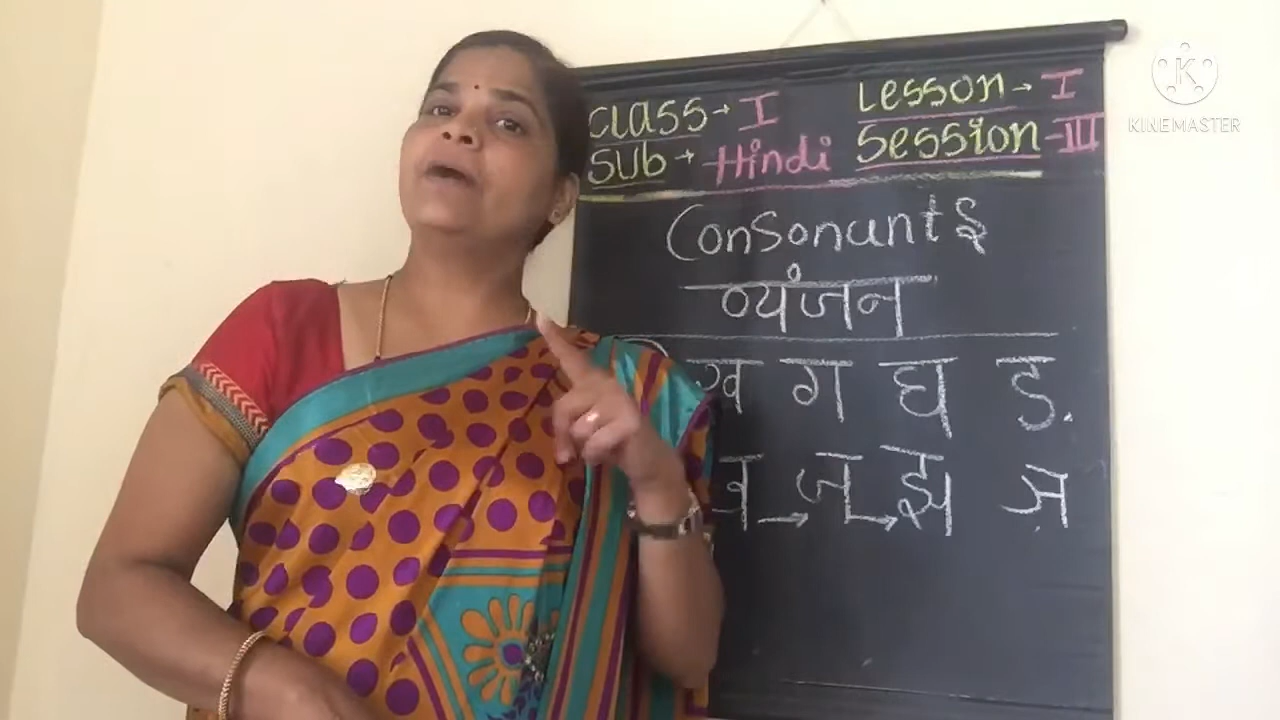 Class → I Lesson → I
Sub → Hindi Session - III
Consonants
व्यंजन
ख ग घ ङ
ज झ
K
KINEMASTER